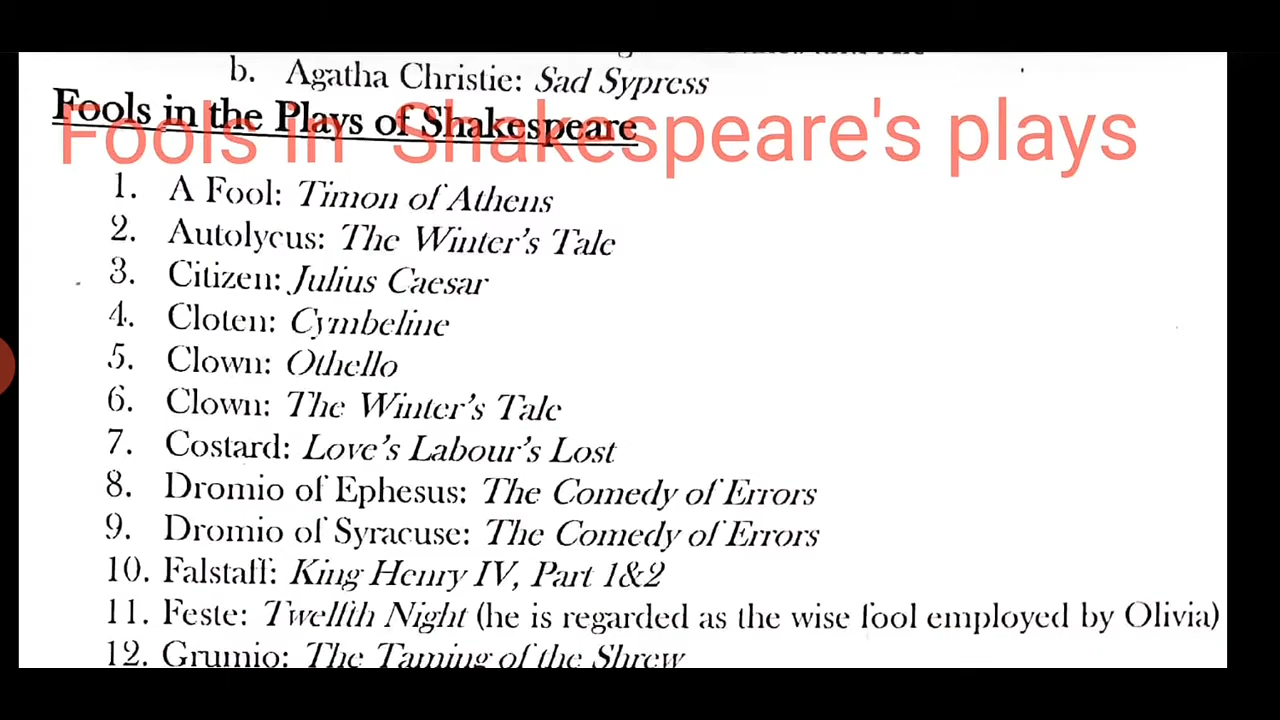 b. Agatha Christie: Sad Sypress
Fools in the Plays of Shakespeare
Fools in Shakespeare's plays
1. A Fool: Timon of Athens
2. Autolycus: The Winter's Tale
3. Citizen: Julius Caesar
4. Cloten: Cymbeline
5. Clown: Othello
6. Clown: The Winter's Tale
7. Costard: Love's Labour's Lost
8. Dromio of Ephesus: The Comedy of Errors
9. Dromio of Syracuse: The Comedy of Errors
10. Falstaff: King Henry IV, Part 1&2
11. Feste: Twelfth Night (he is regarded as the wise fool employed by Olivia)
12. Grumio: The Taming of the Shrew